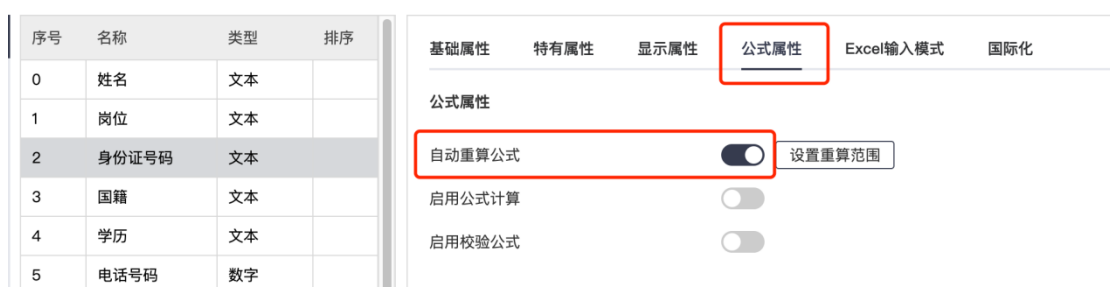 序号 名称 类型 排序
0 姓名 文本
1 岗位 文本
2 身份证号码 文本
3 国籍 文本
4 学历 文本
5 电话号码 数字
基础属性 特有属性 显示属性 公式属性 Excel输入模式 国际化
公式属性
自动重算公式 设置重算范围
启用公式计算
启用校验公式